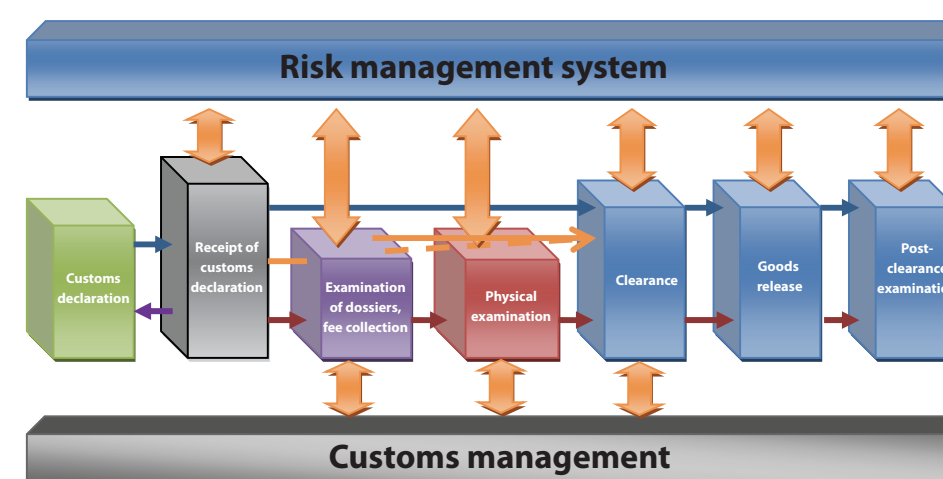 Risk management system
Customs
declaration
Receipt of
customs
declaration
Examination
of dossiers,
fee collection
Physical
examination
Clearance
Goods
release
Post-
clearance
Customs management